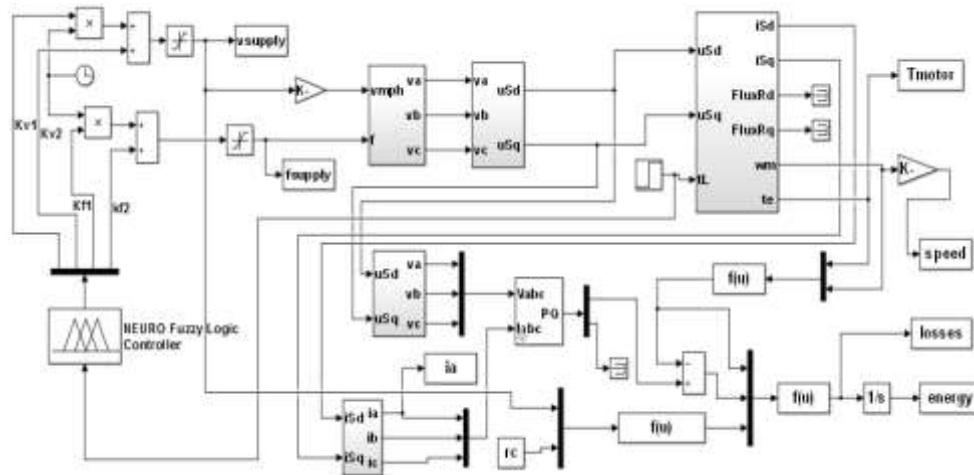 ×
+
+
vsupply
Kv1
Kv2
×
+
+
fsupply
Kf1
kf2
NEURO Fuzzy Logic
Controller
K-
vmph
f
va
vb
vc
va
vb
vc
uSd
uSq
uSd
uSq
tL
iSd
iSq
FluxRd
FluxRq
wm
te
Tmotor
K-
speed
uSd
uSq
va
vb
vc
Vabc
Iabc
PQ
f(u)
ia
iSd
iSq
ia
ib
ic
rc
f(u)
−
+
f(u)
1/s
losses
energy